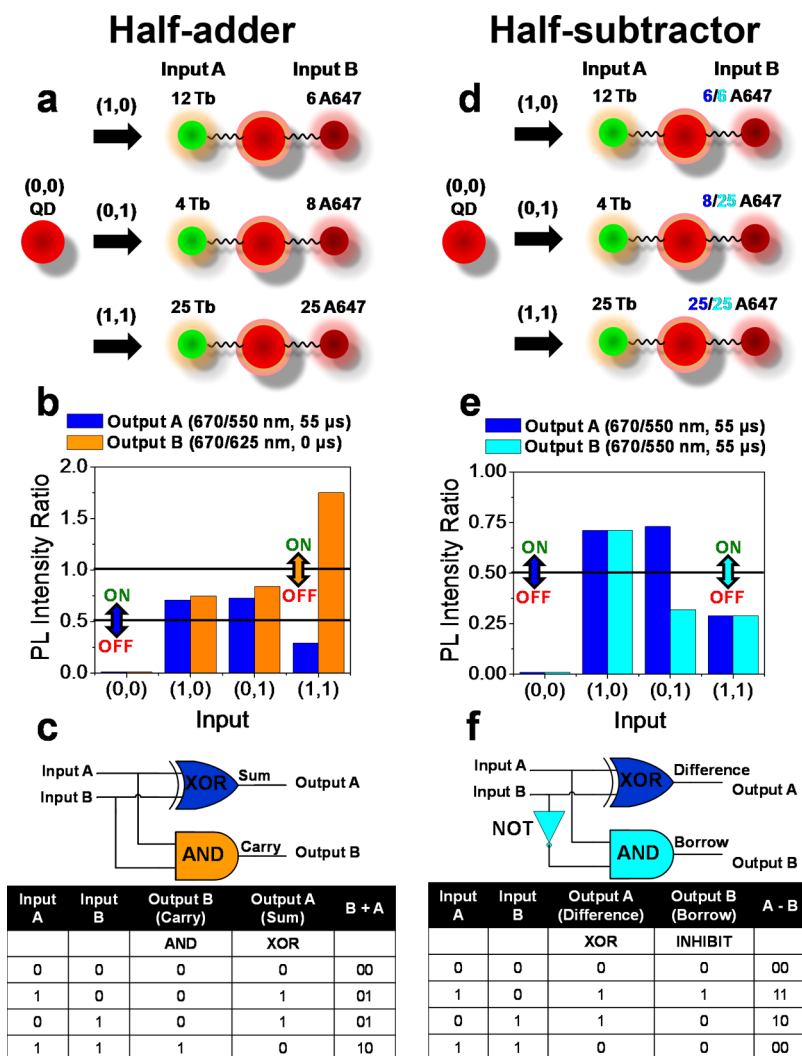 Half-adder
Input A Input B
a
(1,0)
12 Tb 6 A647
(0,0)
QD
(0,1)
4 Tb 8 A647
(1,1)
25 Tb 25 A647
b
Output A (670/550 nm, 55 µs)
Output B (670/625 nm, 0 µs)
PL Intensity Ratio
2.0
1.5
1.0
0.5
0.0
ON
OFF
ON
OFF
(0,0) (1,0) (0,1) (1,1)
Input
c
Input A
Input B
XOR
Sum
Output A
AND
Carry
Output B
Input A Input B Output B (Carry) Output A (Sum) B + A
AND XOR
0 0 0 0 00
1 0 0 1 01
0 1 0 1 01
1 1 1 0 10
Half-subtractor
Input A Input B
d
(1,0)
12 Tb 6/6 A647
(0,0)
QD
(0,1)
4 Tb 8/25 A647
(1,1)
25 Tb 25/25 A647
e
Output A (670/550 nm, 55 µs)
Output B (670/550 nm, 55 µs)
PL Intensity Ratio
1.00
0.75
0.50
0.25
0.00
ON
OFF
ON
OFF
(0,0) (1,0) (0,1) (1,1)
Input
f
Input A
Input B
NOT
XOR
Difference
Output A
AND
Borrow
Output B
Input A Input B Output A (Difference) Output B (Borrow) A - B
XOR INHIBIT
0 0 0 0 00
1 0 1 1 11
0 1 1 0 10
1 1 0 0 00